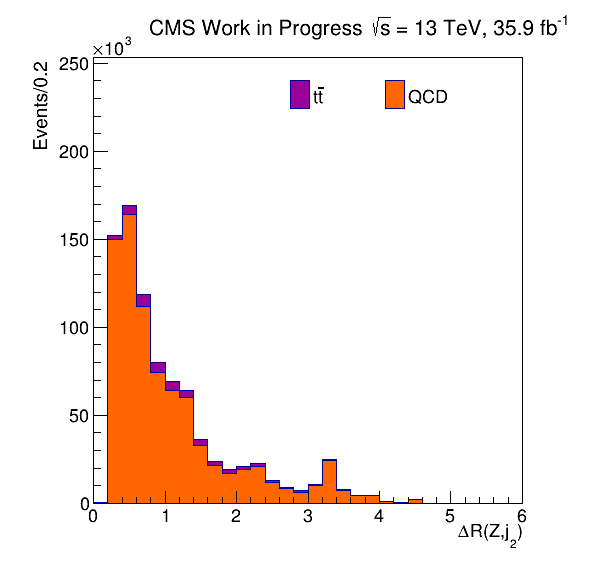 CMS Work in Progress √s = 13 TeV, 35.9 fb⁻¹
×10³
Events/0.2
tt̅ QCD
250
200
150
100
50
0
0 1 2 3 4 5 6
ΔR(Z,j₂)